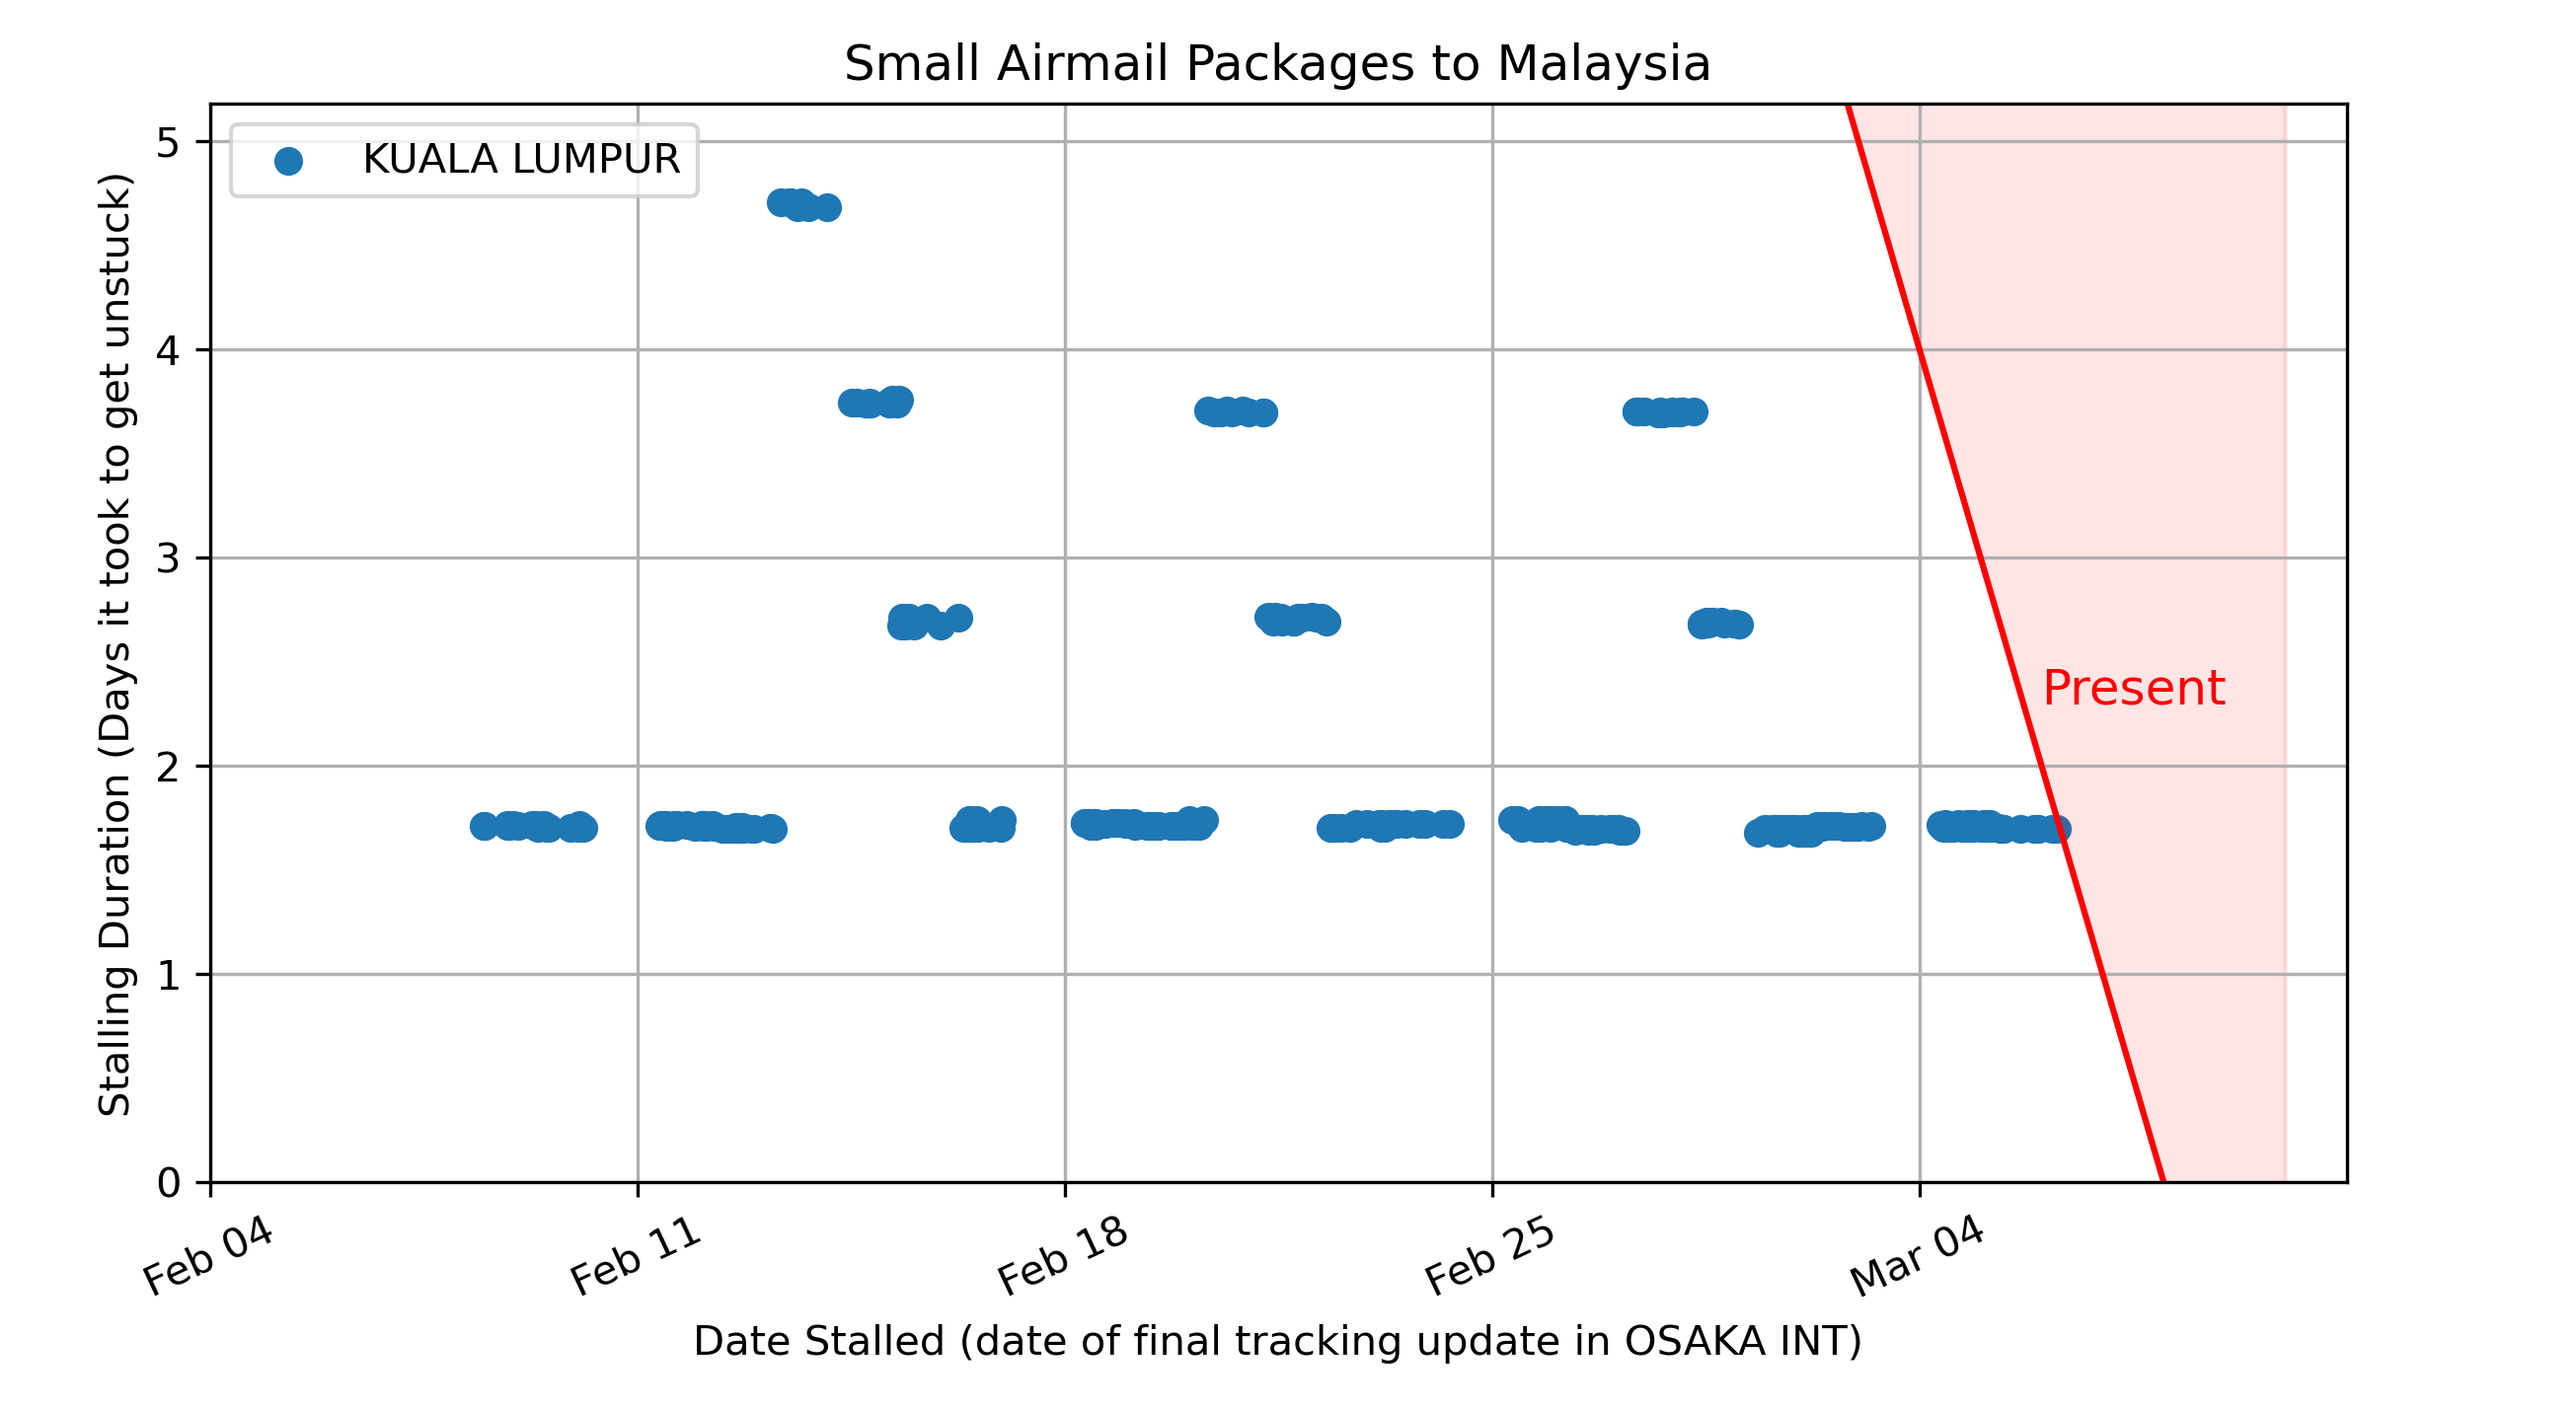 Small Airmail Packages to Malaysia
KUALA LUMPUR
Stalling Duration (Days it took to get unstuck)
5
4
3
2
1
0
Present
Feb 04
Feb 11
Feb 18
Feb 25
Mar 04
Date Stalled (date of final tracking update in OSAKA INT)